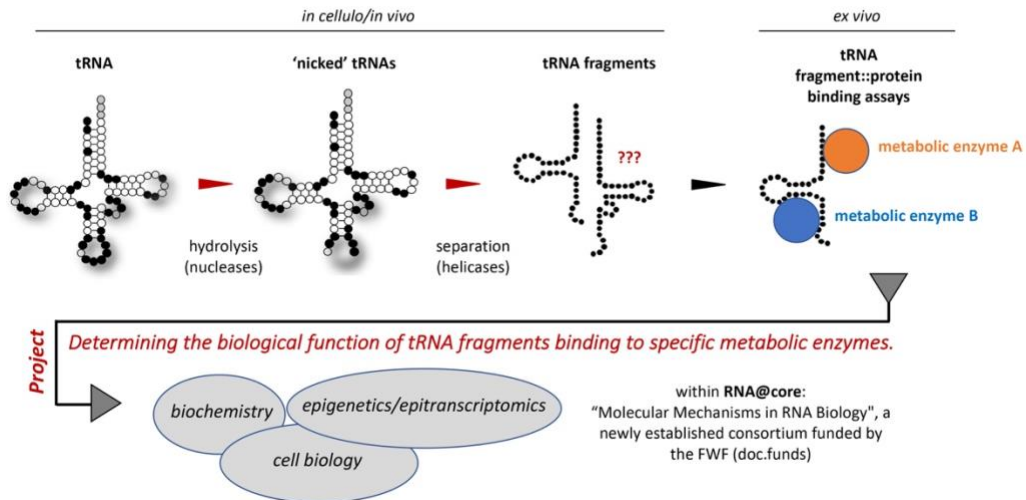 in cellulo/in vivo
ex vivo
tRNA
'nicked' tRNAs
tRNA fragments
tRNA
fragment::protein
binding assays
???
metabolic enzyme A
metabolic enzyme B
hydrolysis
(nucleases)
separation
(helicases)
Project
Determining the biological function of tRNA fragments binding to specific metabolic enzymes.
biochemistry
epigenetics/epitranscriptomics
cell biology
within RNA@core:
“Molecular Mechanisms in RNA Biology", a
newly established consortium funded by
the FWF (doc.funds)